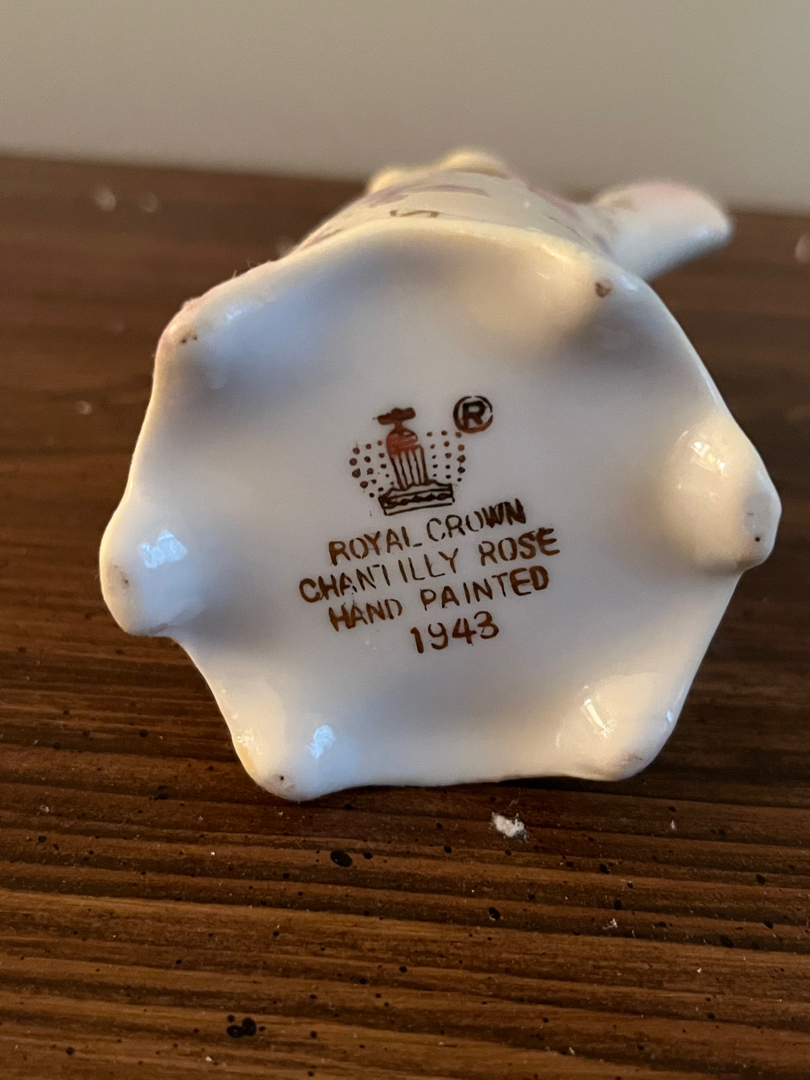 ®
ROYAL CROWN
CHANTILLY ROSE
HAND PAINTED
1943